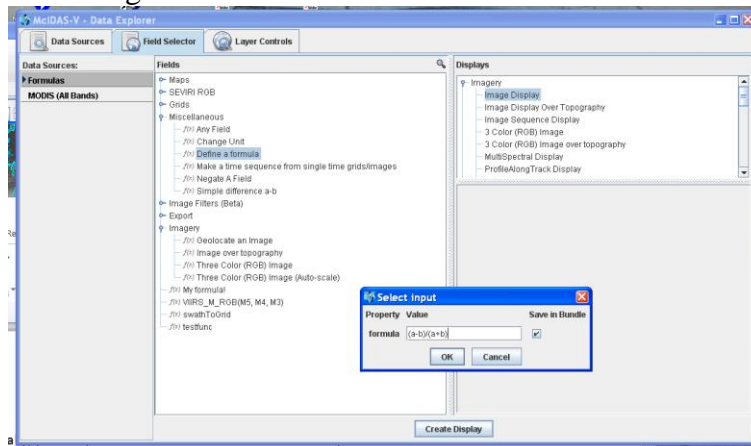 McIDAS-V - Data Explorer
Data Sources
Field Selector
Layer Controls
Data Sources:
Formulas
MODIS (All Bands)
Fields
Maps
SEVIRI RGB
Grids
Miscellaneous
f(x) Any Field
f(x) Change Unit
f(x) Define a formula
f(x) Make a time sequence from single time grids/images
f(x) Negate A Field
f(x) Simple difference a-b
Image Filters (Beta)
Export
Imagery
f(x) Geolocate an Image
f(x) Image over topography
f(x) Three Color (RGB) Image
f(x) Three Color (RGB) Image (Auto-scale)
f(x) My formula!
f(x) VIIRS_M_RGB(M5, M4, M3)
f(x) swathToGrid
f(x) testfunc
Displays
Imagery
Image Display
Image Display Over Topography
Image Sequence Display
3 Color (RGB) Image
3 Color (RGB) Image over topography
MultiSpectral Display
ProfileAlongTrack Display
Select input
Property Value Save in Bundle
formula (a-b)/(a+b)
OK Cancel
Create Display